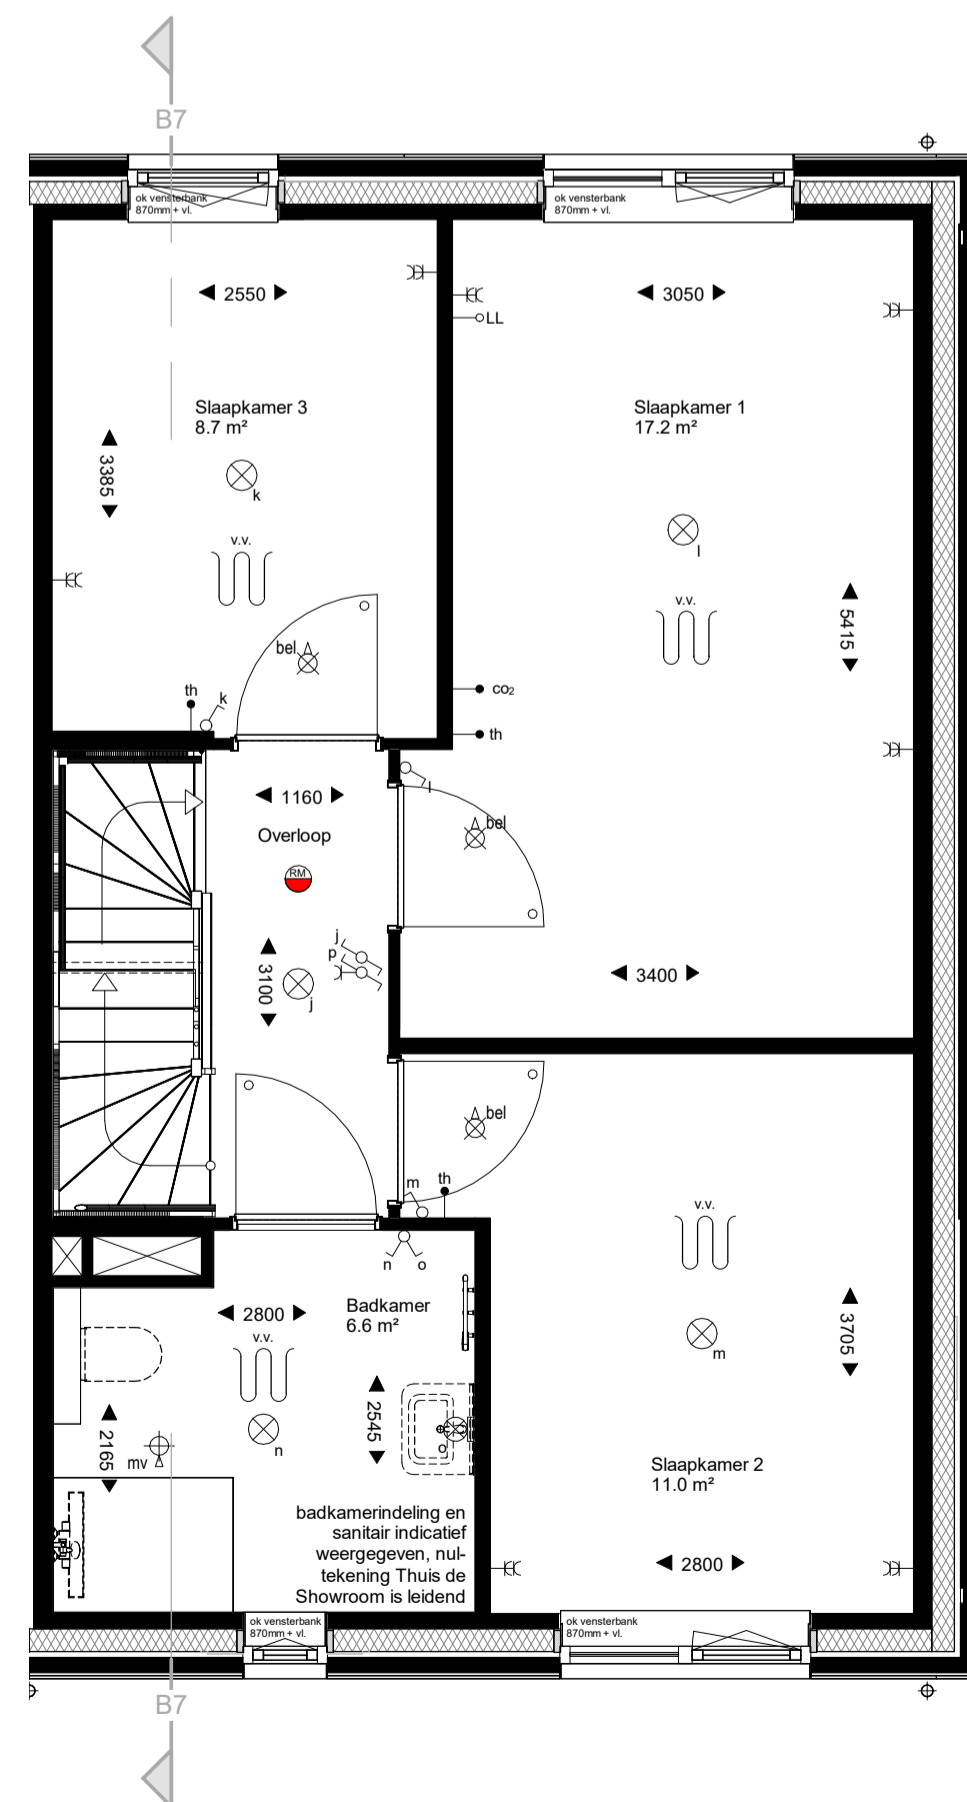 B7
ok vensterbank
870mm + vl.
ok vensterbank
870mm + vl.
2550
3050
LL
Slaapkamer 3
8.7 m²
Slaapkamer 1
17.2 m²
3385
k
l
v.v.
v.v.
5415
bel
th
k
co₂
th
l
1160
Overloop
bel
RM
j
p
3100
j
3400
bel
m
th
n
o
v.v.
2800
Badkamer
6.6 m²
v.v.
3705
m
2545
2165
n
o
mv
Slaapkamer 2
11.0 m²
badkamerindeling en
sanitair indicatief
weergegeven, nul-
tekening Thuis de
Showroom is leidend
2800
ok vensterbank
870mm + vl.
ok vensterbank
870mm + vl.
B7